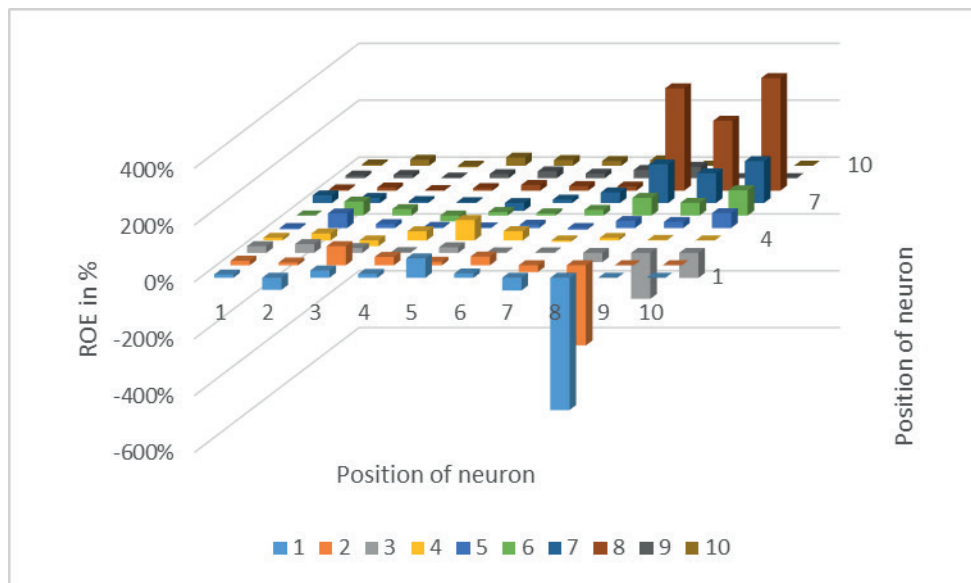 400%
200%
0%
-200%
-400%
-600%
ROE in %
1 2 3 4 5 6 7 8 9 10
Position of neuron
1
4
7
10
Position of neuron
1 2 3 4 5 6 7 8 9 10